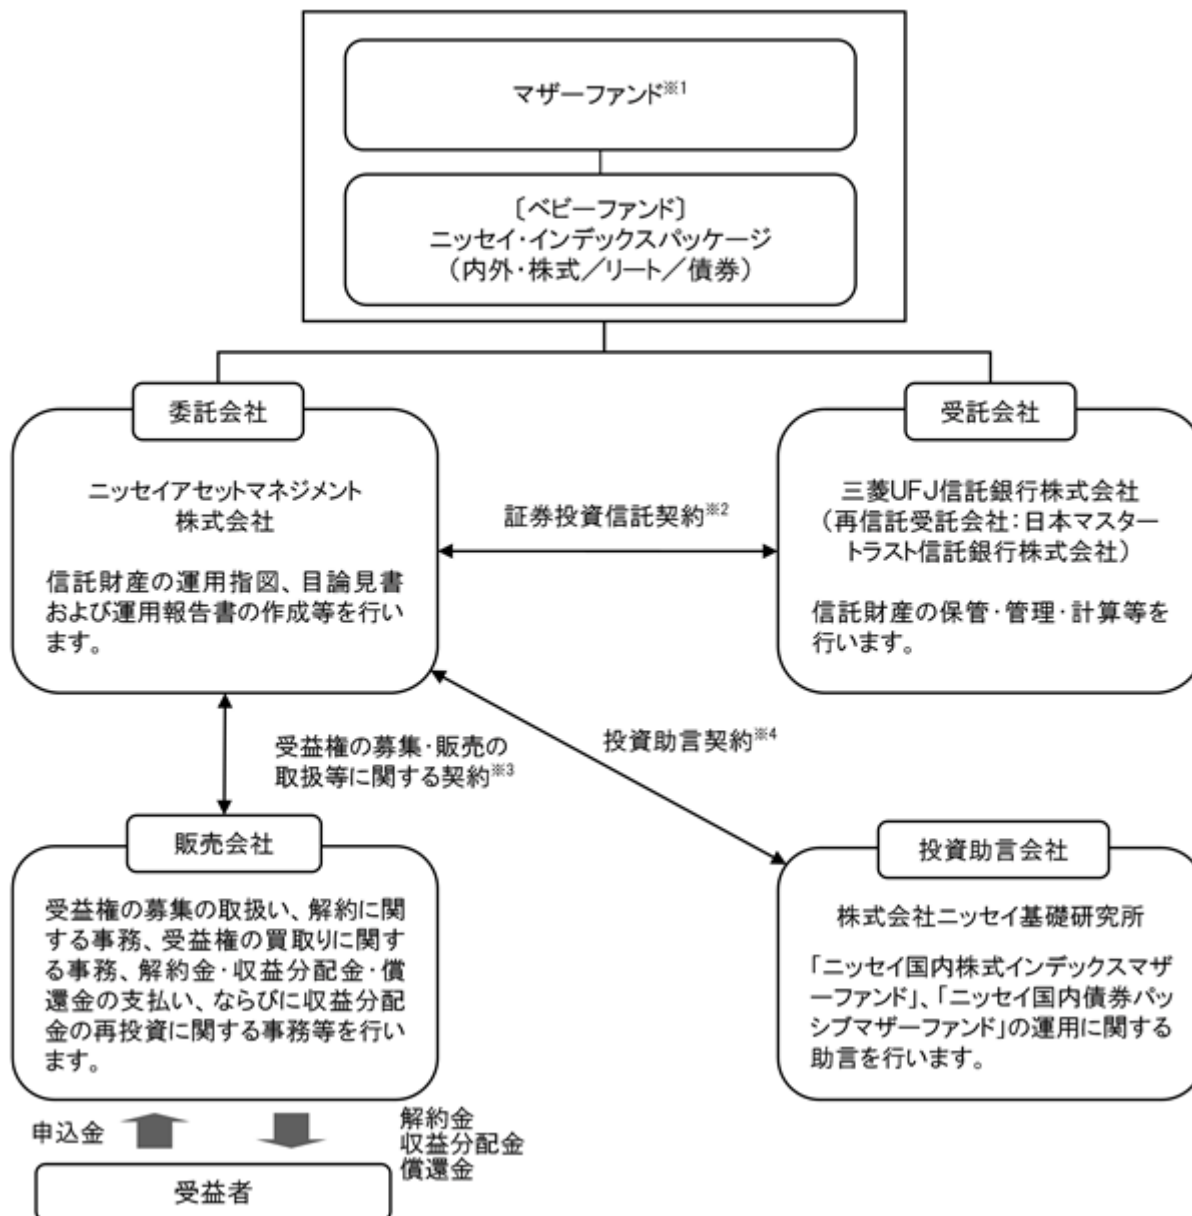 マザーファンド※1
〔ベビーファンド〕
ニッセイ・インデックスパッケージ
（内外・株式／リート／債券）
委託会社
ニッセイアセットマネジメント
株式会社
信託財産の運用指図、目論見書
および運用報告書の作成等を行い
ます。
証券投資信託契約※2
受託会社
三菱UFJ信託銀行株式会社
（再信託受託会社：日本マスター
トラスト信託銀行株式会社）
信託財産の保管・管理・計算等を
行います。
受益権の募集・販売の
取扱等に関する契約※3
投資助言契約※4
販売会社
受益権の募集の取扱い、解約に関
する事務、受益権の買取りに関す
る事務、解約金・収益分配金・償
還金の支払い、ならびに収益分配
金の再投資に関する事務等を行い
ます。
投資助言会社
株式会社ニッセイ基礎研究所
「ニッセイ国内株式インデックスマザ
ーファンド」、「ニッセイ国内債券パッ
シブマザーファンド」の運用に関する
助言を行います。
申込金
解約金
収益分配金
償還金
受益者